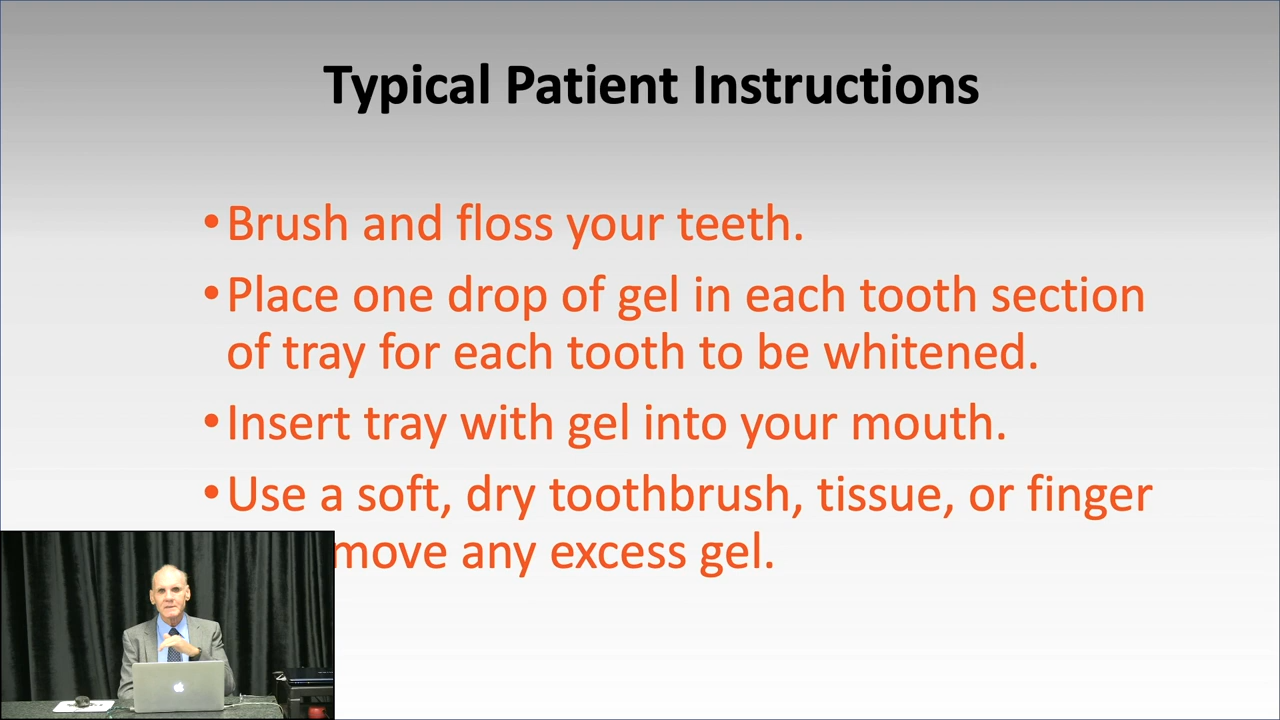 Typical Patient Instructions
•Brush and floss your teeth.
•Place one drop of gel in each tooth section
of tray for each tooth to be whitened.
•Insert tray with gel into your mouth.
•Use a soft, dry toothbrush, tissue, or finger
move any excess gel.